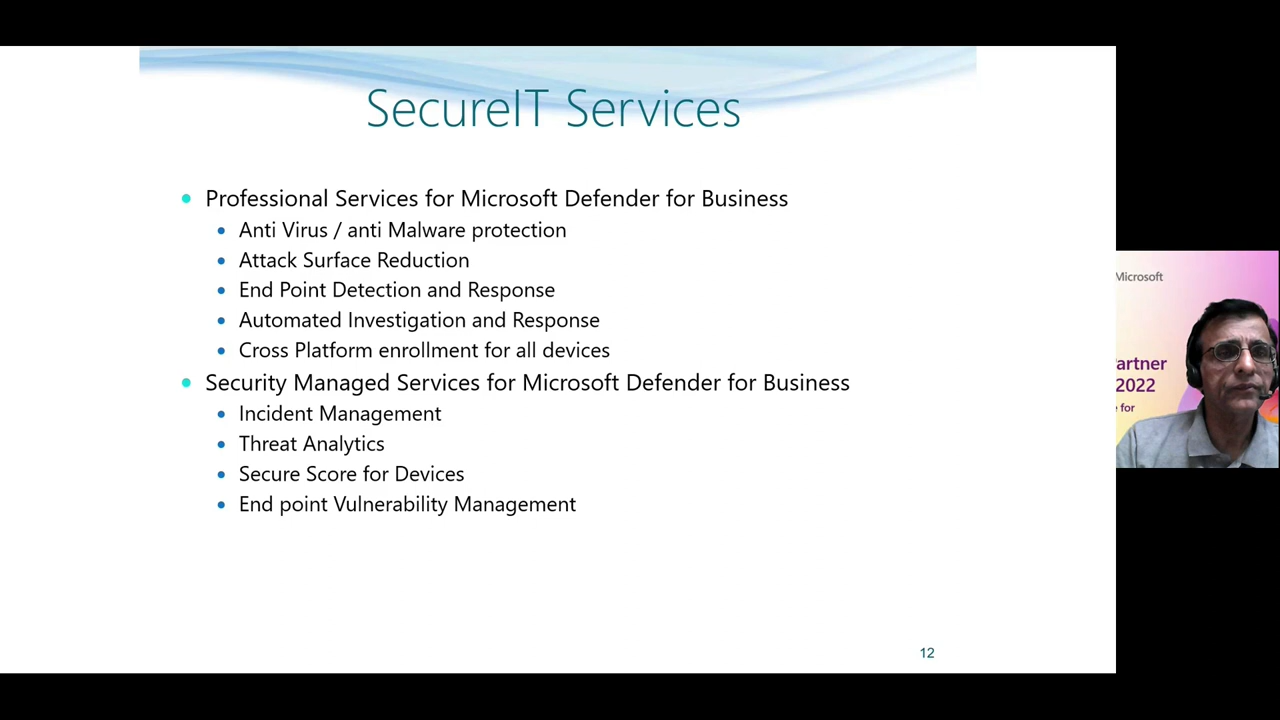 SecureIT Services
Professional Services for Microsoft Defender for Business
Anti Virus / anti Malware protection
Attack Surface Reduction
End Point Detection and Response
Automated Investigation and Response
Cross Platform enrollment for all devices
Security Managed Services for Microsoft Defender for Business
Incident Management
Threat Analytics
Secure Score for Devices
End point Vulnerability Management
12
Microsoft
artner
2022
for